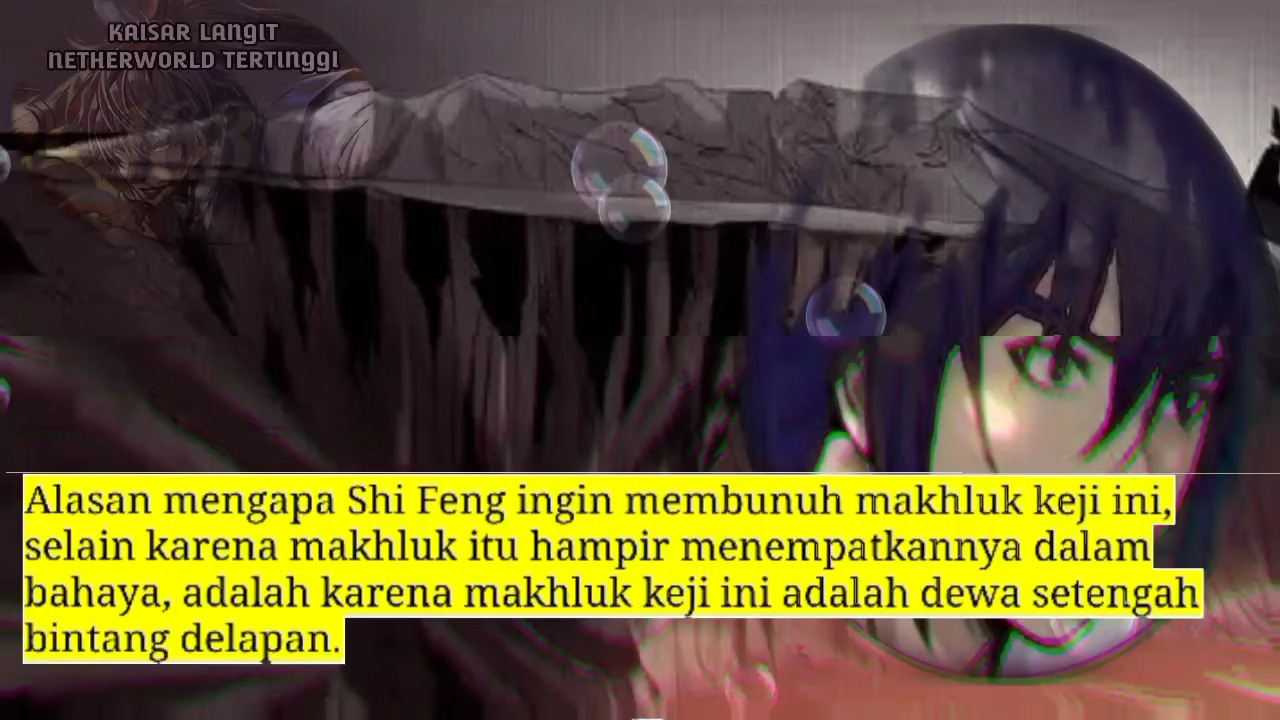 KAISAR LANGIT
NETHERWORLD TERTINGGI
Alasan mengapa Shi Feng ingin membunuh makhluk keji ini,
selain karena makhluk itu hampir menempatkannya dalam
bahaya, adalah karena makhluk keji ini adalah dewa setengah
bintang delapan.